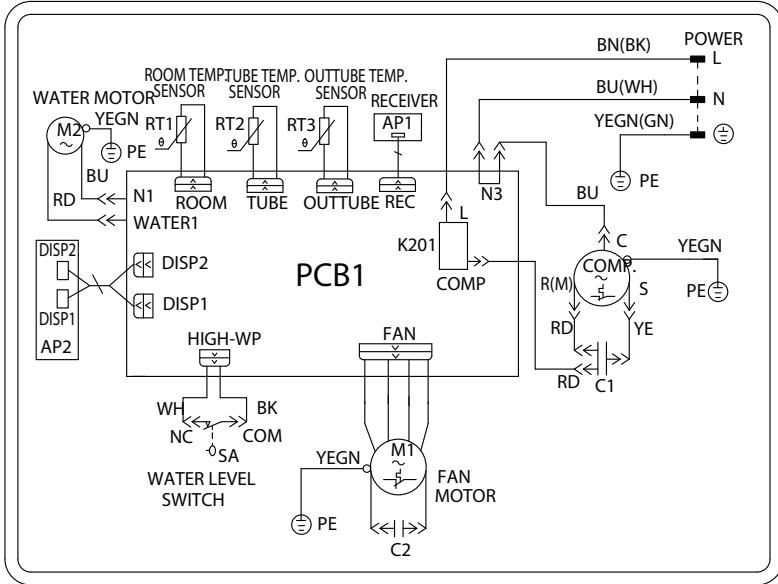 BN(BK)
POWER
L
BU(WH)
N
YEGN(GN)
PE
ROOM TEMP.
SENSOR
TUBE TEMP.
SENSOR
OUTTUBE TEMP.
SENSOR
RECEIVER
AP1
WATER MOTOR
YEGN
M2
~
PE
BU
RD
RT1
θ
RT2
θ
RT3
θ
N1
WATER1
ROOM
TUBE
OUTTUBE
REC
L
N3
K201
COMP
BU
C
COMP.
~
YEGN
PE
R(M)
S
RD
YE
RD
C1
DISP2
DISP1
AP2
DISP2
DISP1
PCB1
HIGH-WP
FAN
WH
BK
NC
COM
SA
WATER LEVEL
SWITCH
YEGN
M1
~
PE
FAN
MOTOR
C2